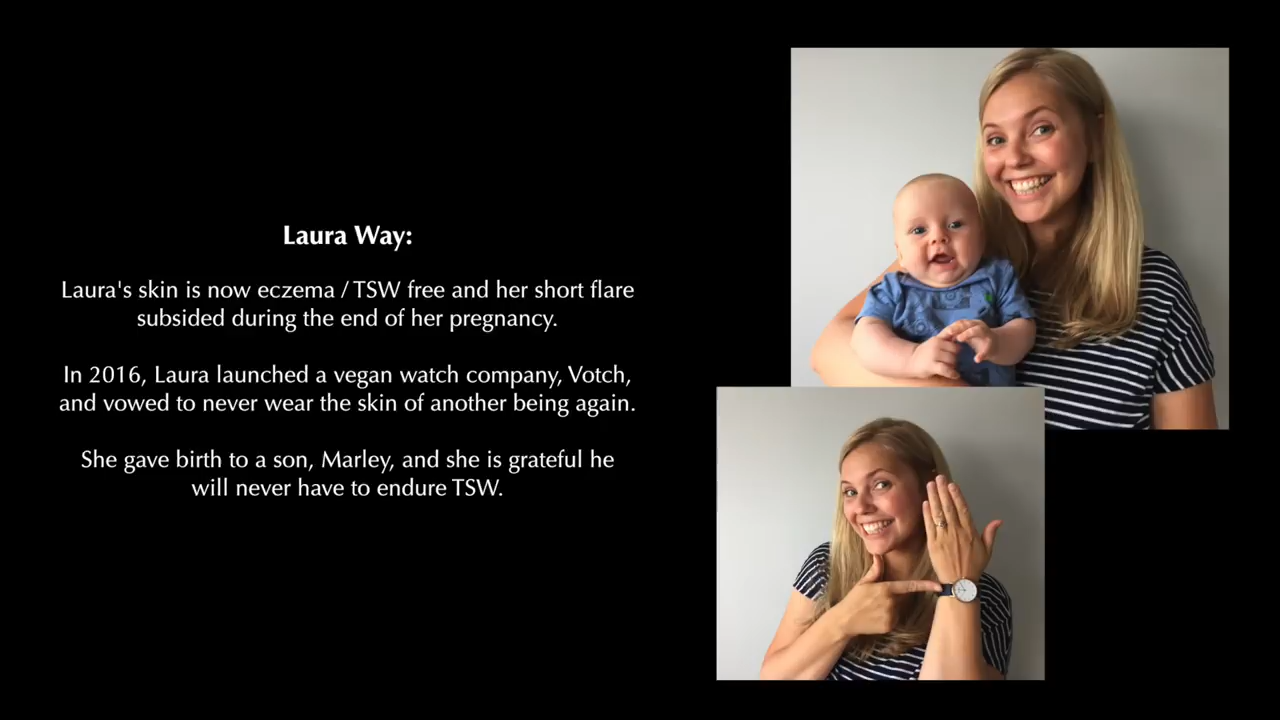 Laura Way:
Laura's skin is now eczema / TSW free and her short flare
subsided during the end of her pregnancy.
In 2016, Laura launched a vegan watch company, Votch,
and vowed to never wear the skin of another being again.
She gave birth to a son, Marley, and she is grateful he
will never have to endure TSW.